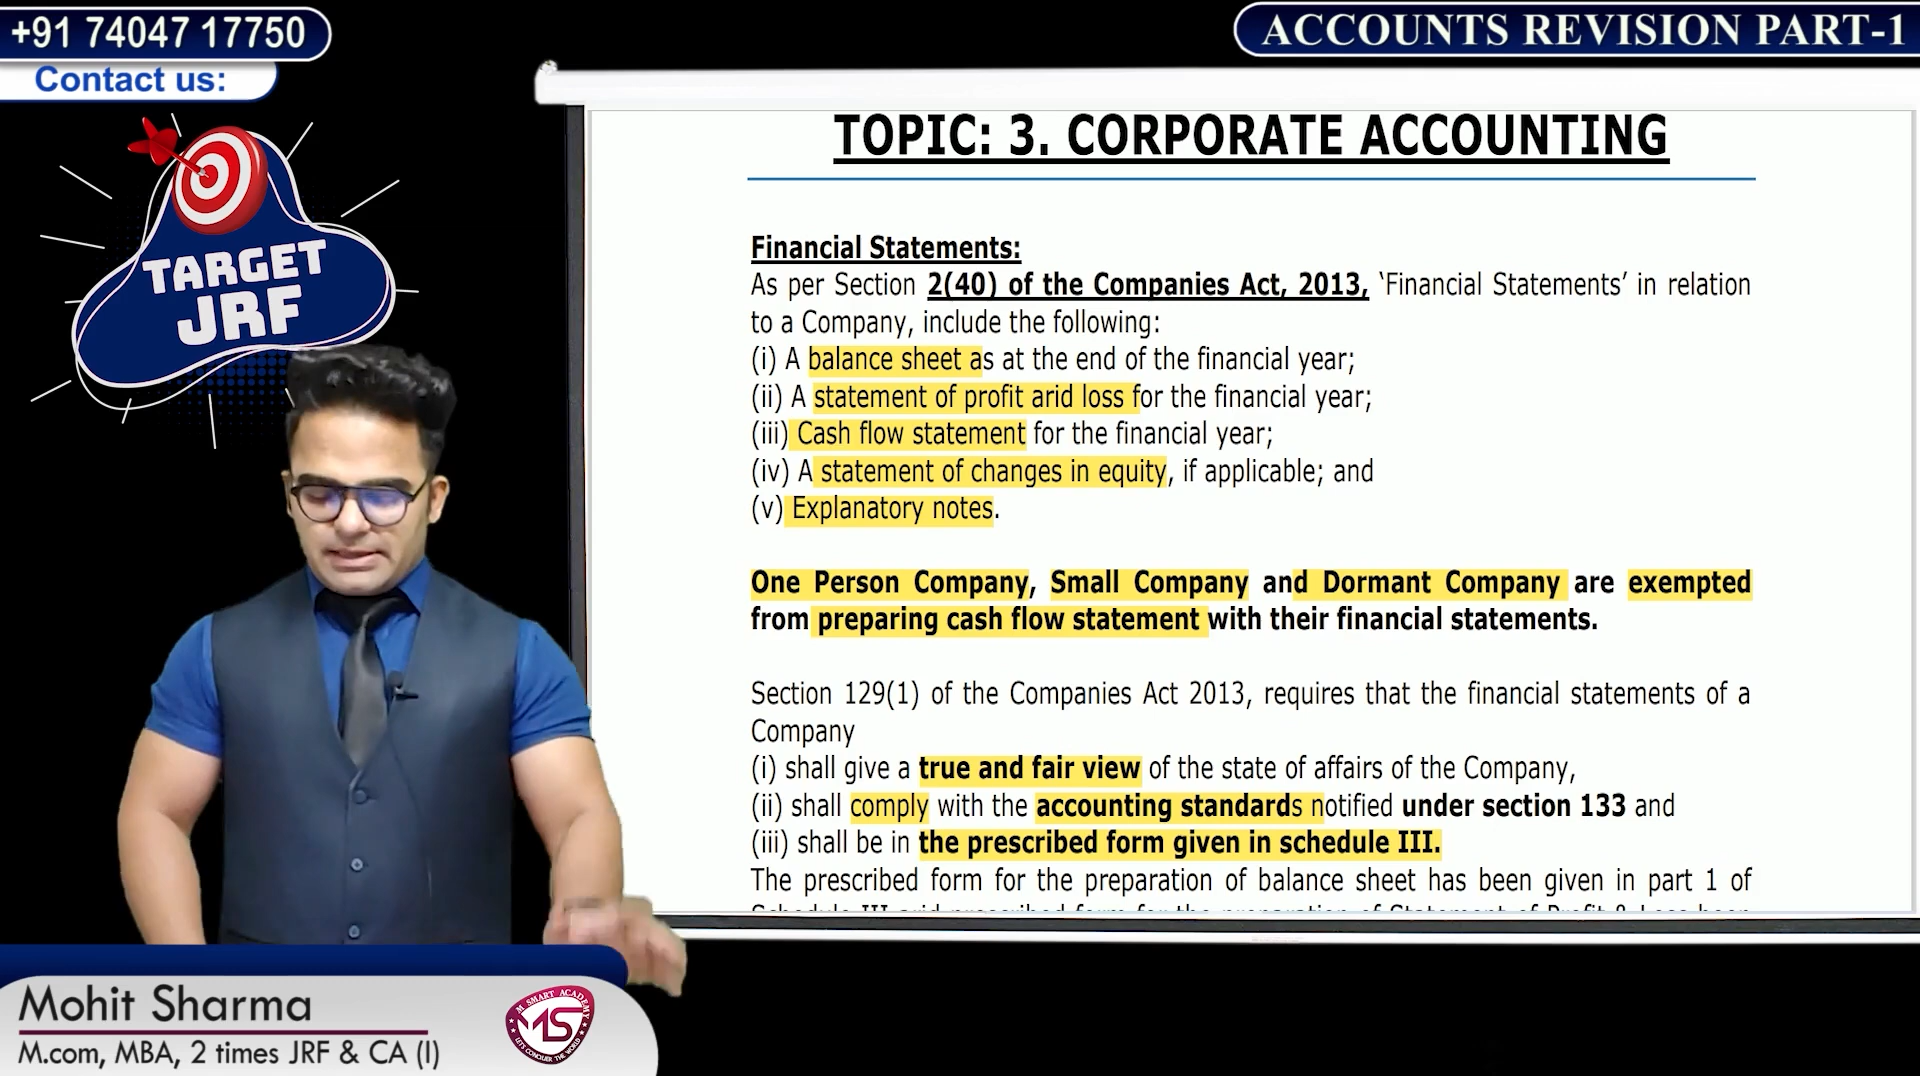 +91 74047 17750
Contact us:
ACCOUNTS REVISION PART-1
TARGET
JRF
TOPIC: 3. CORPORATE ACCOUNTING
Financial Statements:
As per Section 2(40) of the Companies Act, 2013, ‘Financial Statements’ in relation
to a Company, include the following:
(i) A balance sheet as at the end of the financial year;
(ii) A statement of profit arid loss for the financial year;
(iii) Cash flow statement for the financial year;
(iv) A statement of changes in equity, if applicable; and
(v) Explanatory notes.
One Person Company, Small Company and Dormant Company are exempted
from preparing cash flow statement with their financial statements.
Section 129(1) of the Companies Act 2013, requires that the financial statements of a
Company
(i) shall give a true and fair view of the state of affairs of the Company,
(ii) shall comply with the accounting standards notified under section 133 and
(iii) shall be in the prescribed form given in schedule III.
The prescribed form for the preparation of balance sheet has been given in part 1 of
Mohit Sharma
M.com, MBA, 2 times JRF & CA (I)
M SMART ACADEMY
MS
LETS CONQUER THE WORLD